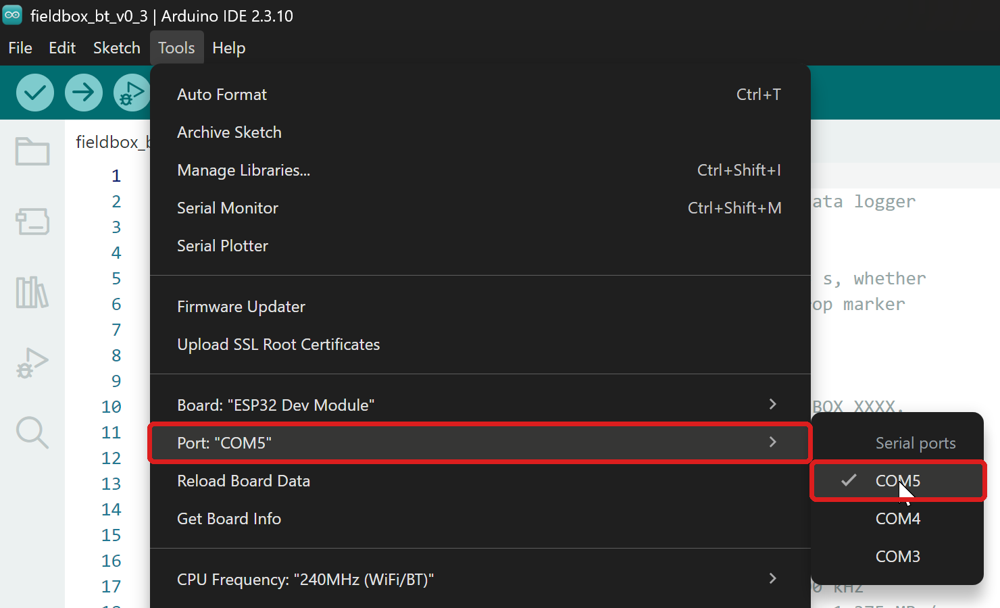 fieldbox_bt_v0_3 | Arduino IDE 2.3.10
File Edit Sketch Tools Help
Auto Format Ctrl+T
Archive Sketch
Manage Libraries... Ctrl+Shift+I
Serial Monitor Ctrl+Shift+M
Serial Plotter
Firmware Updater
Upload SSL Root Certificates
Board: "ESP32 Dev Module"
Port: "COM5"
Reload Board Data
Get Board Info
CPU Frequency: "240MHz (WiFi/BT)"
Serial ports
COM5
COM4
COM3
fieldbox_
1
2 logger
3
4
5 s, whether
6 marker
7
8
9
10 BOX XXXX.
11
12
13
14
15
16
17 kHz